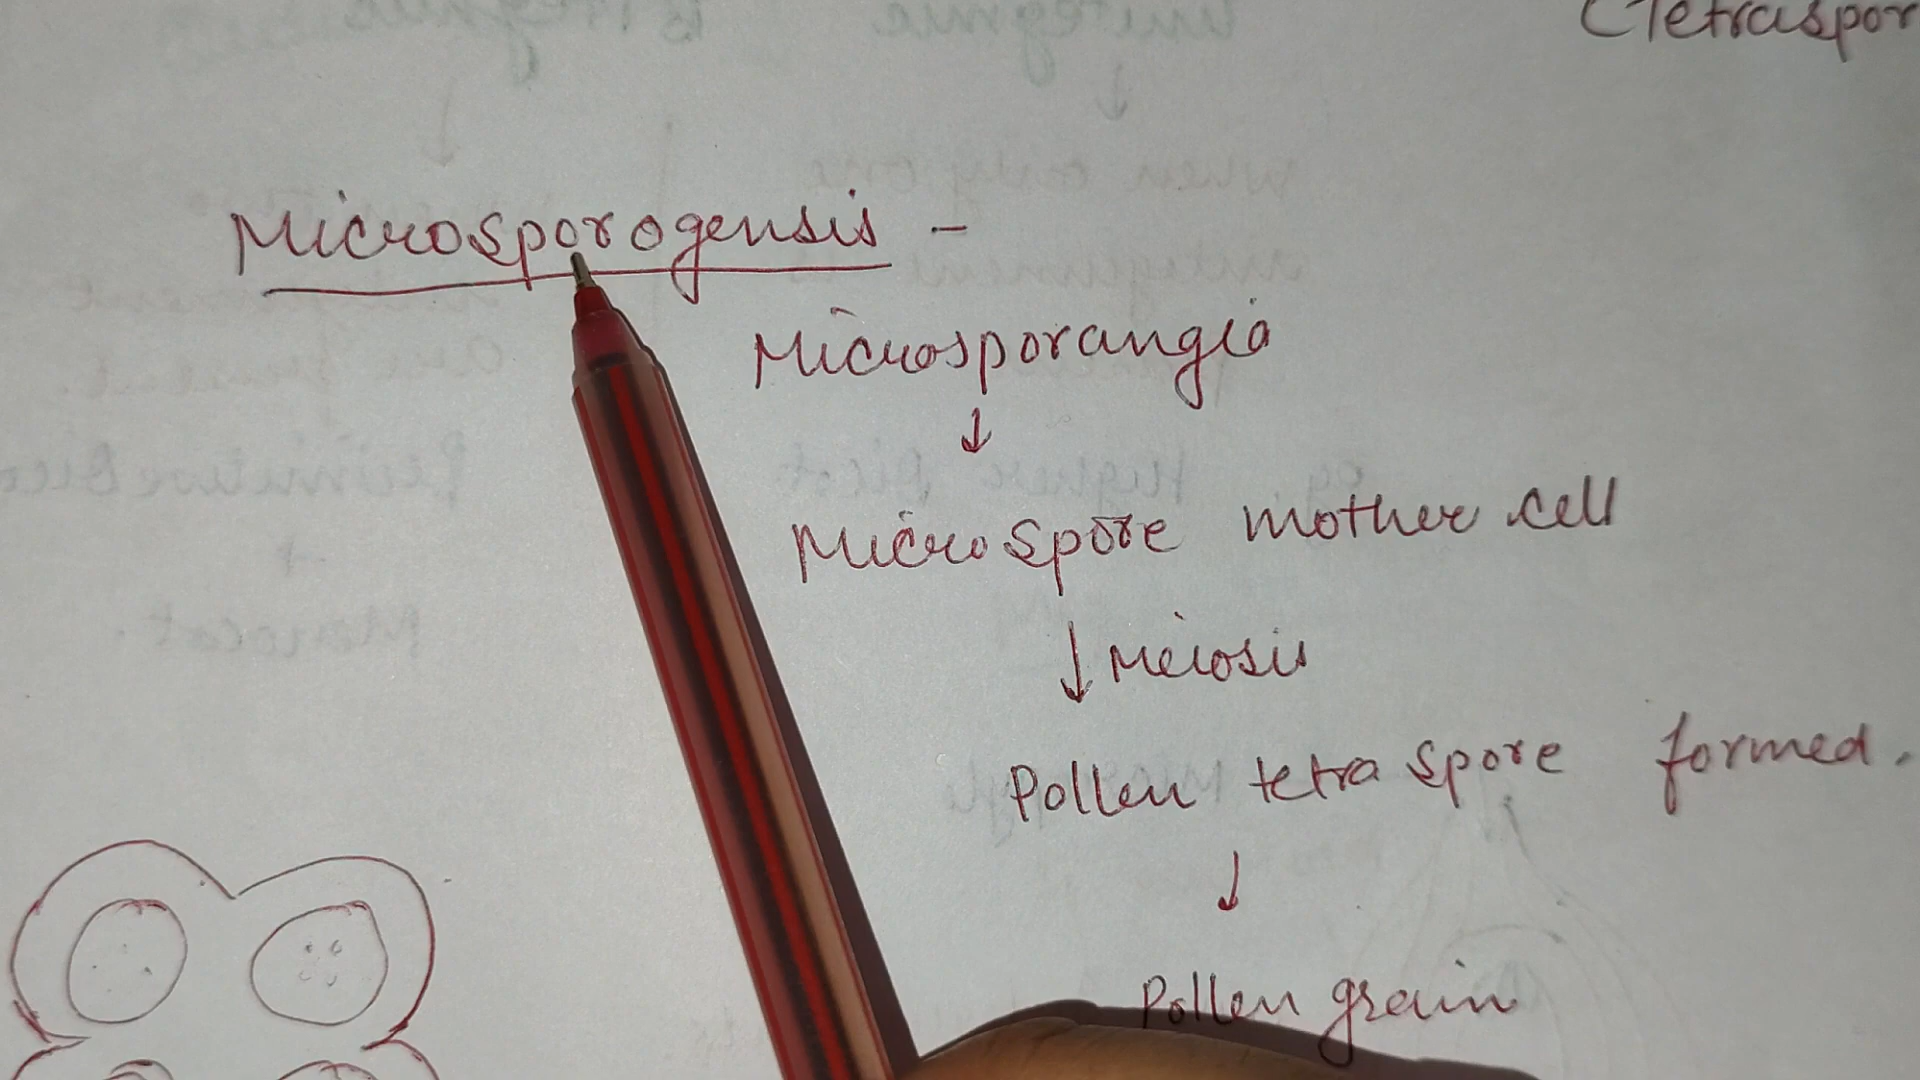 (Tetraspor
Microsporogensis -
Microsporangia
↓
Microspore mother cell
↓ Meiosis
Pollen tetra spore formed.
↓
Pollen grain